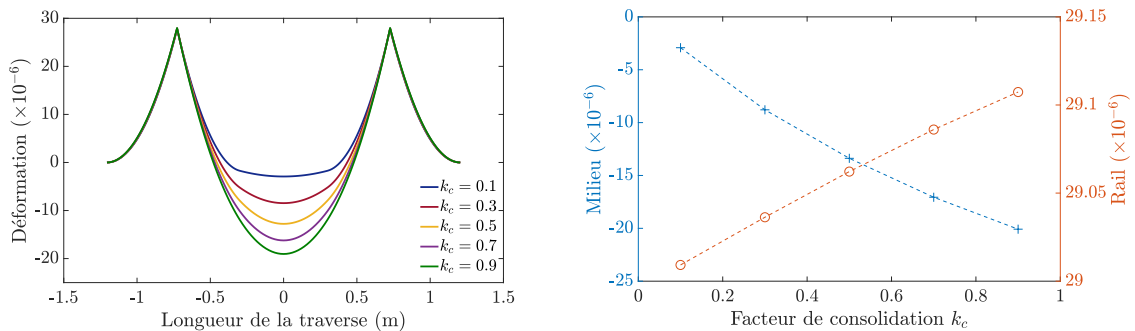 30
20
10
0
-10
-20
-1.5
-1
-0.5
0
0.5
1
1.5
Déformation (×10⁻⁶)
Longueur de la traverse (m)
k_c = 0.1
k_c = 0.3
k_c = 0.5
k_c = 0.7
k_c = 0.9
0
-5
-10
-15
-20
-25
Milieu (×10⁻⁶)
0
0.2
0.4
0.6
0.8
1
Facteur de consolidation k_c
29.15
29.1
29.05
29
Rail (×10⁻⁶)